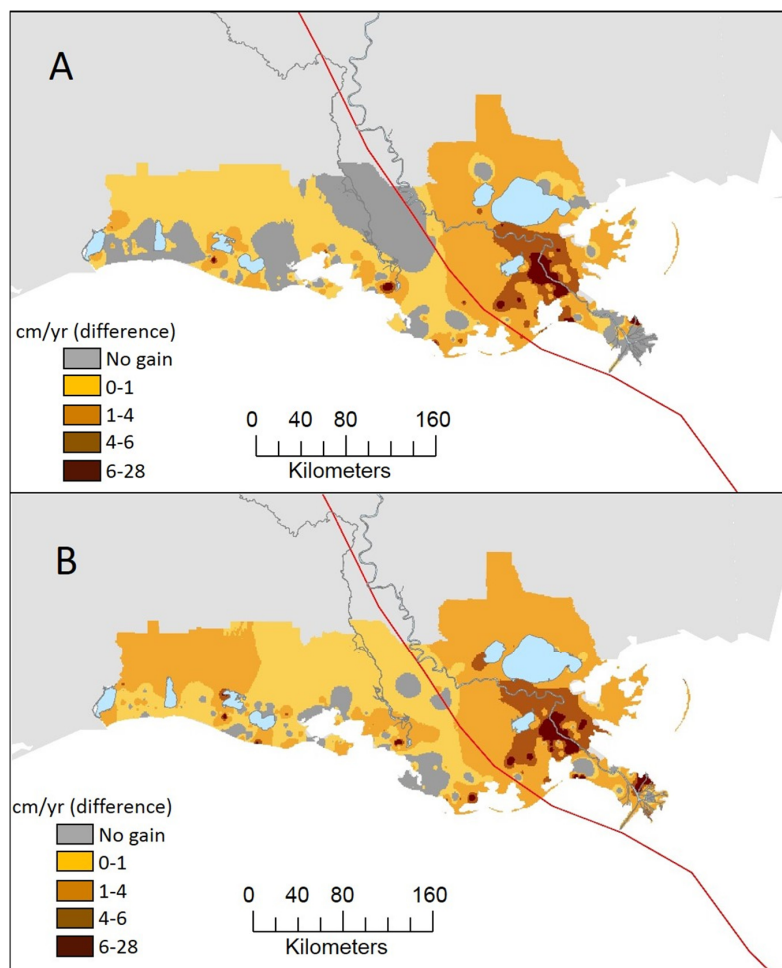 A
cm/yr (difference)
No gain
0-1
1-4
4-6
6-28
0 40 80 160
Kilometers
B
cm/yr (difference)
No gain
0-1
1-4
4-6
6-28
0 40 80 160
Kilometers